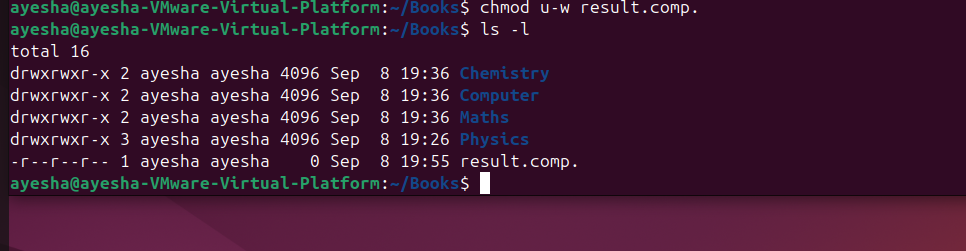 ayesha@ayesha-VMware-Virtual-Platform:~/Books$ chmod u-w result.comp.
ayesha@ayesha-VMware-Virtual-Platform:~/Books$ ls -l
total 16
drwxrwxr-x 2 ayesha ayesha 4096 Sep  8 19:36 Chemistry
drwxrwxr-x 2 ayesha ayesha 4096 Sep  8 19:36 Computer
drwxrwxr-x 2 ayesha ayesha 4096 Sep  8 19:36 Maths
drwxrwxr-x 3 ayesha ayesha 4096 Sep  8 19:26 Physics
-r--r--r-- 1 ayesha ayesha    0 Sep  8 19:55 result.comp.
ayesha@ayesha-VMware-Virtual-Platform:~/Books$